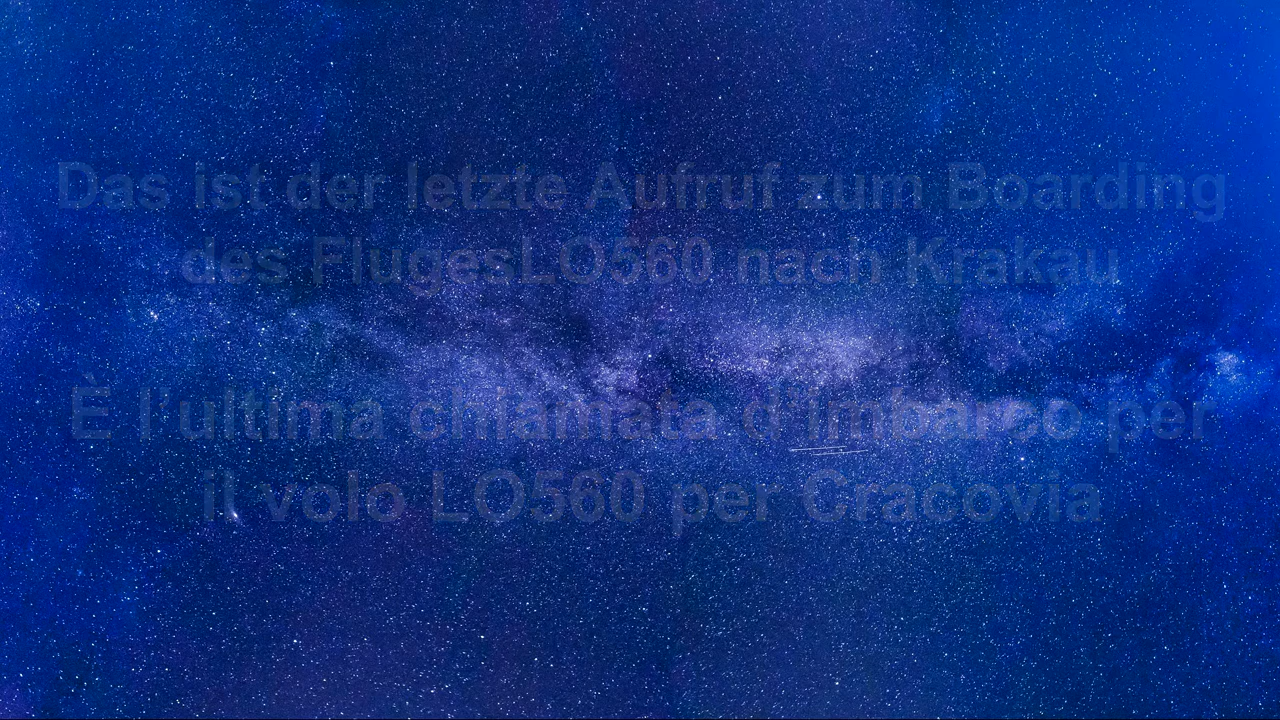 Das ist der letzte Aufruf zum Boarding
des FlugesLO560 nach Krakau
È l'ultima chiamata d'imbarco per
il volo LO560 per Cracovia